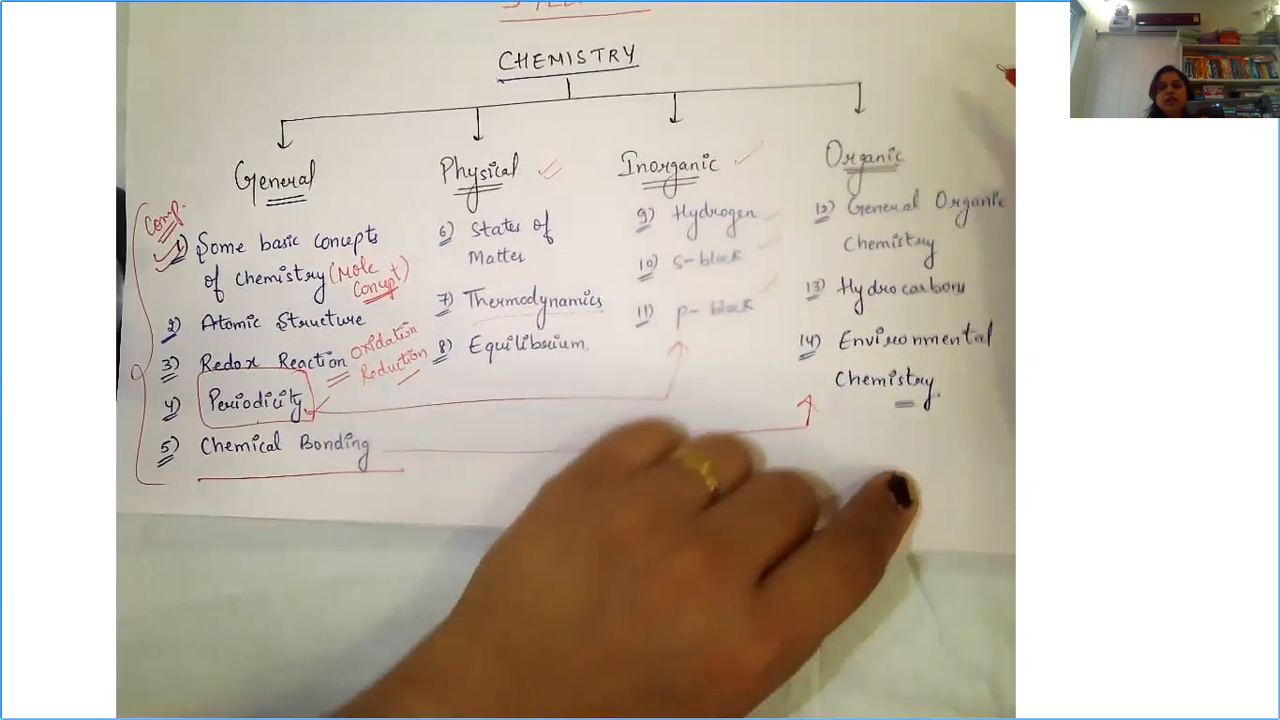 CHEMISTRY
General
Comp.
1) Some basic concepts
of chemistry (Mole
Concept)
2) Atomic Structure
3) Redox Reaction Oxidation
Reduction
4) Periodicity
5) Chemical Bonding
Physical
6) States of
Matter
7) Thermodynamics
8) Equilibrium.
Inorganic
9) Hydrogen
10) S-block
11) p-block
Organic
12) General Organic
Chemistry
13) Hydrocarbons
14) Environmental
Chemistry.